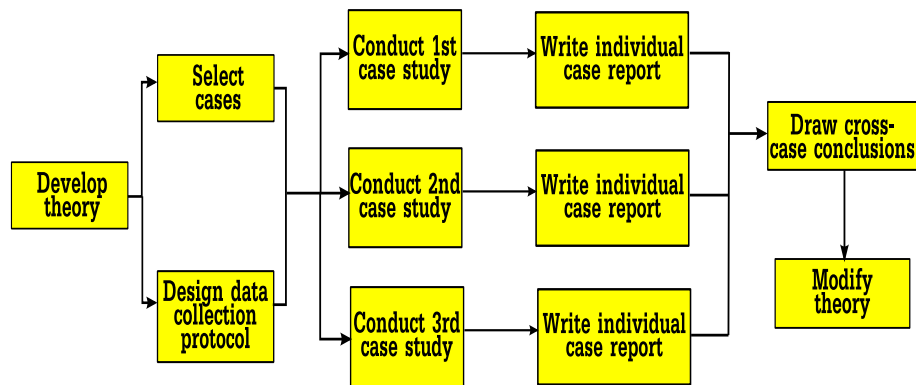 Develop
theory
Select
cases
Design data
collection
protocol
Conduct 1st
case study
Write individual
case report
Conduct 2nd
case study
Write individual
case report
Conduct 3rd
case study
Write individual
case report
Draw cross-
case conclusions
Modify
theory